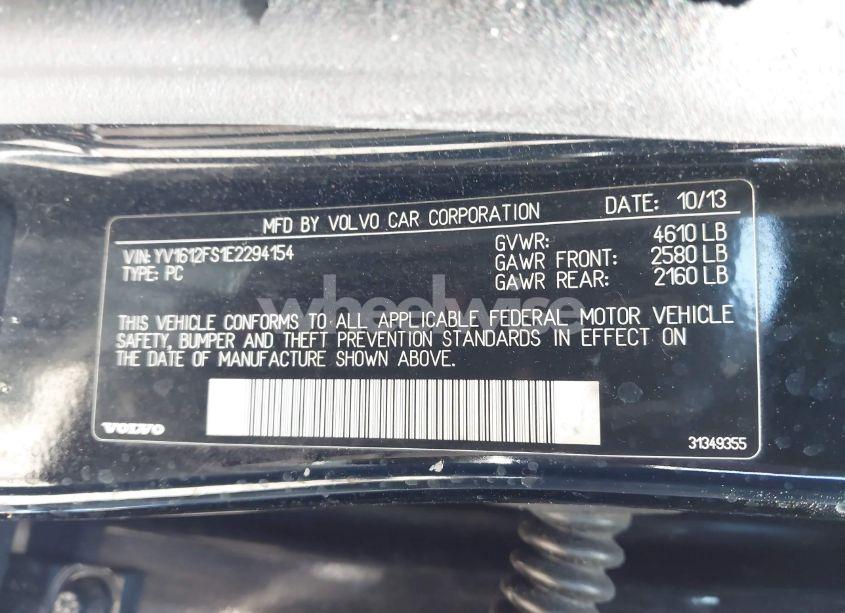 MFD BY VOLVO CAR CORPORATION DATE: 10/13
VIN: YV1612FS1E2294154 GVWR: 4610 LB
TYPE: PC GAWR FRONT: 2580 LB
GAWR REAR: 2160 LB
wheelwise
THIS VEHICLE CONFORMS TO ALL APPLICABLE FEDERAL MOTOR VEHICLE
SAFETY, BUMPER AND THEFT PREVENTION STANDARDS IN EFFECT ON
THE DATE OF MANUFACTURE SHOWN ABOVE.
VOLVO 31349355